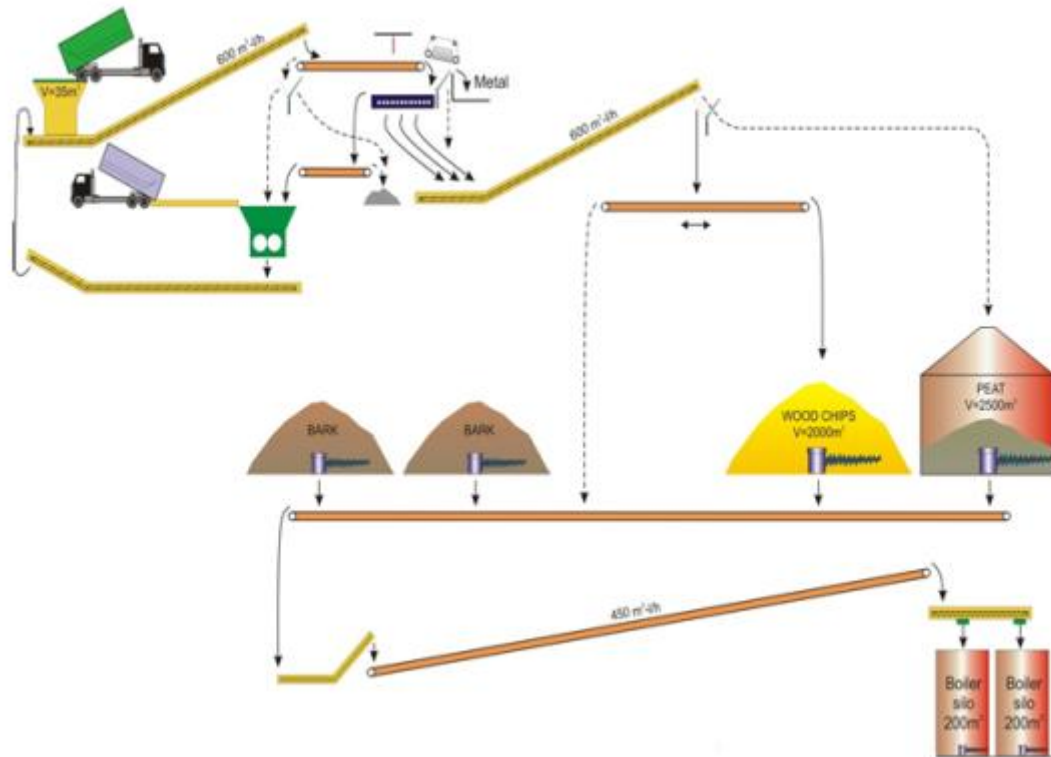 V=35m³
600 m³-l/h
Metal
600 m³-l/h
BARK
BARK
WOOD CHIPS
V=2000m³
PEAT
V=2500m³
450 m³-l/h
Boiler
silo
200m³
Boiler
silo
200m³